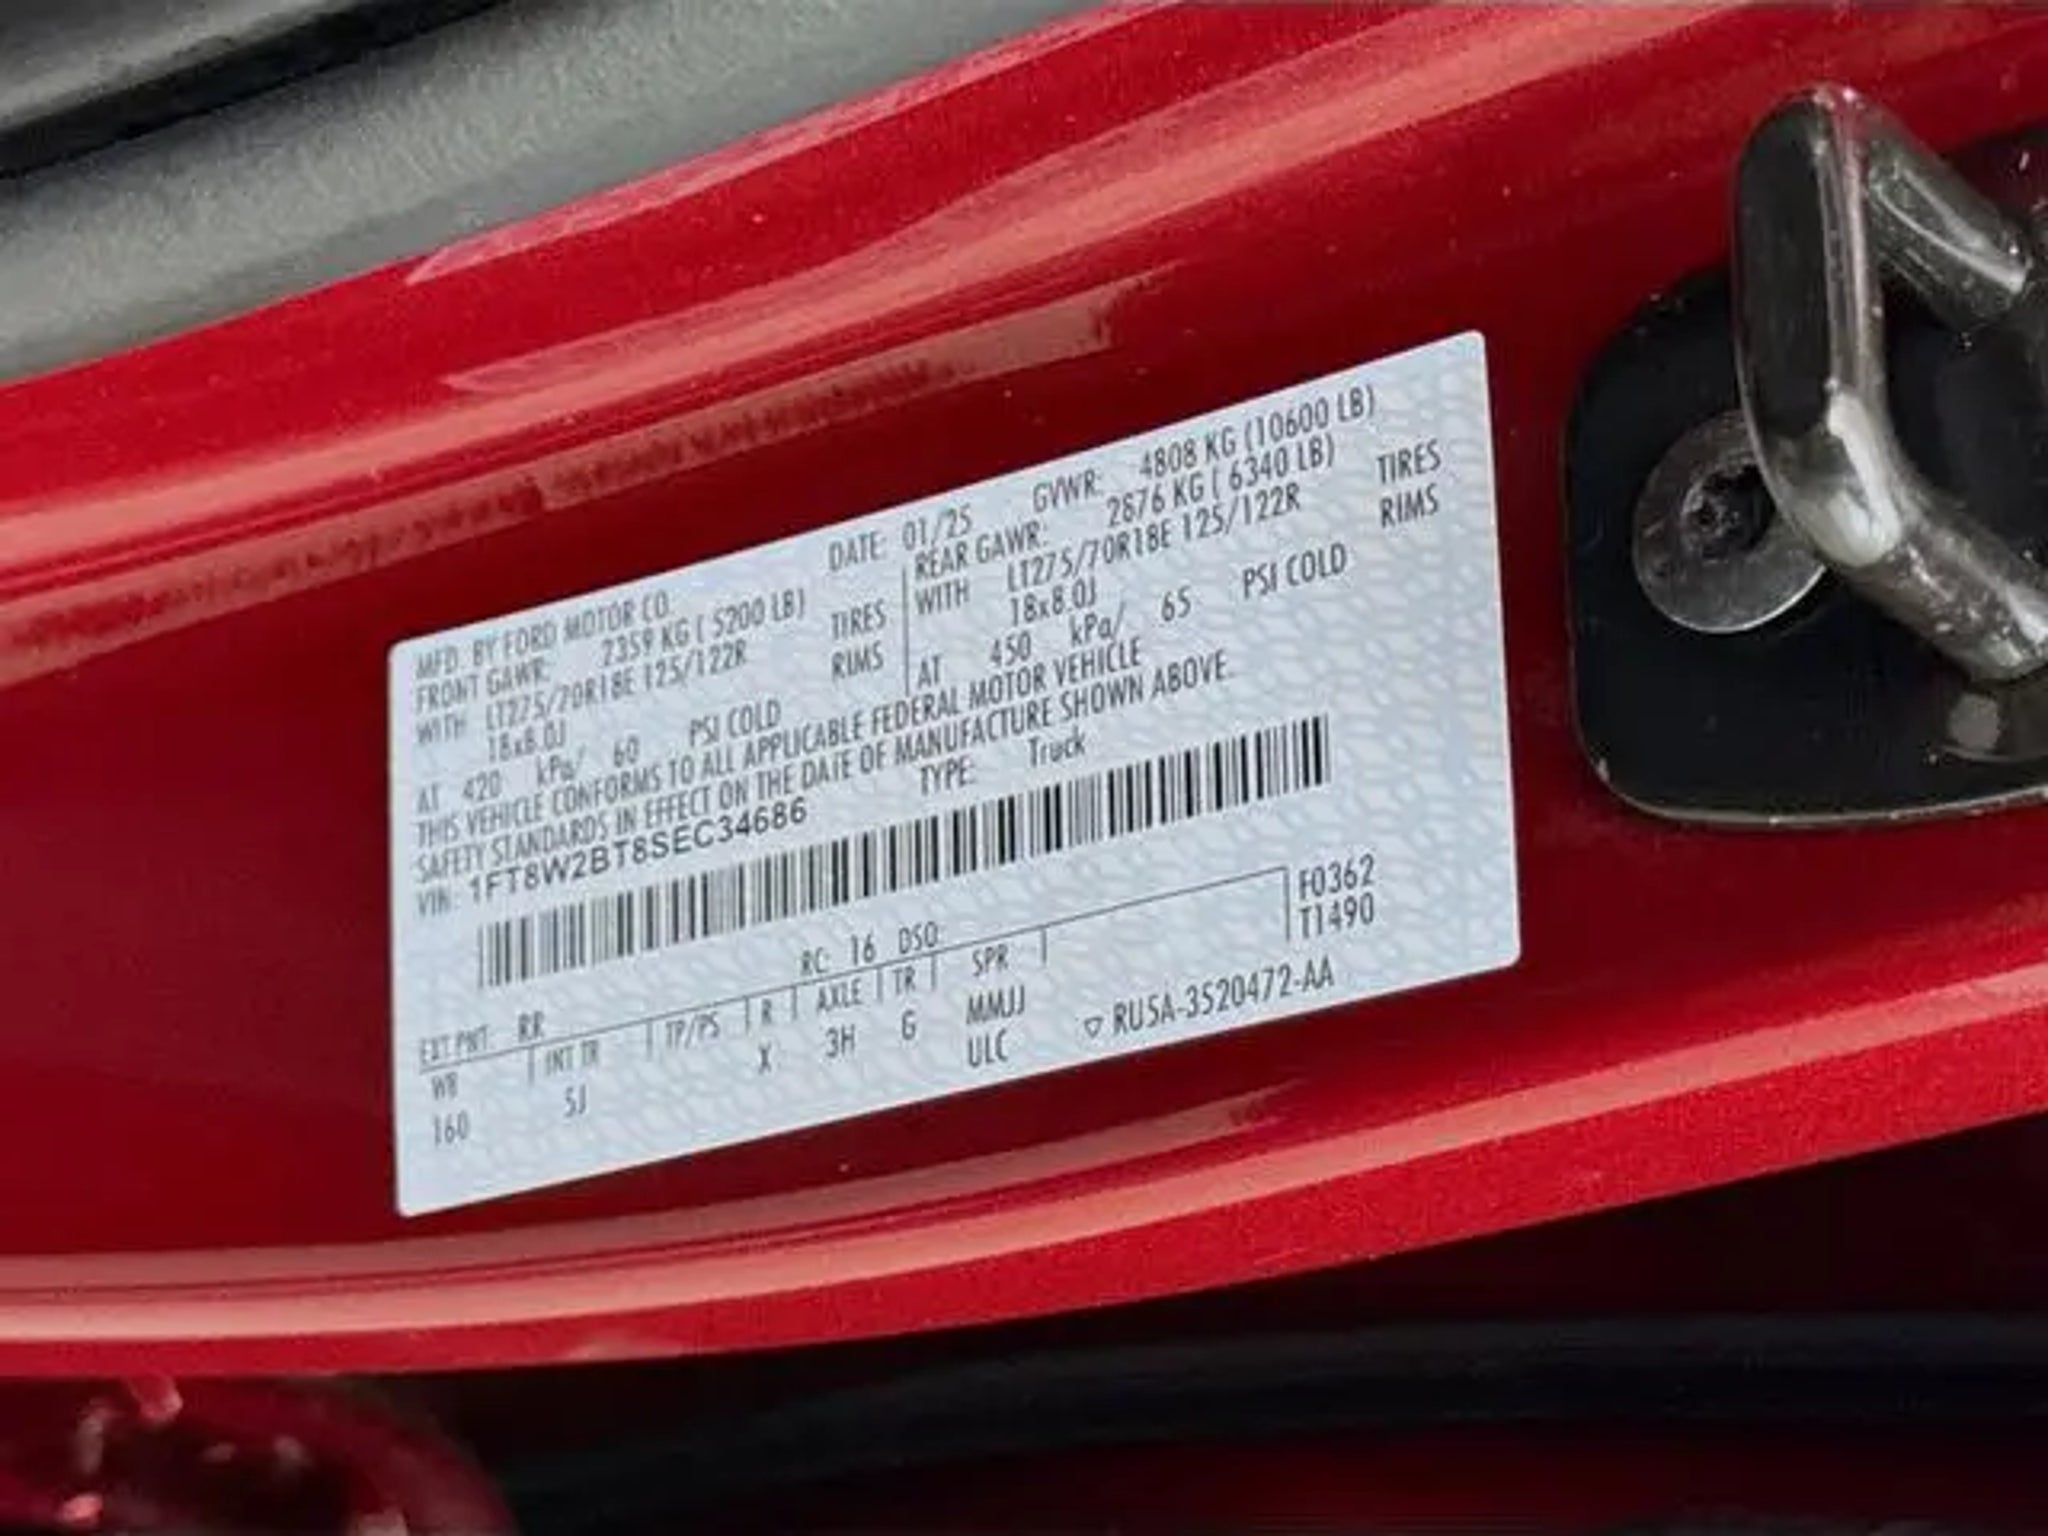 MFD. BY FORD MOTOR CO. DATE: 01/25 GVWR: 4808 KG (10600 LB)
FRONT GAWR: 2359 KG ( 5200 LB) REAR GAWR: 2876 KG ( 6340 LB)
WITH LT275/70R18E 125/122R TIRES WITH LT275/70R18E 125/122R TIRES
18x8.0J RIMS 18x8.0J RIMS
AT 420 kPa/ 60 PSI COLD AT 450 kPa/ 65 PSI COLD
THIS VEHICLE CONFORMS TO ALL APPLICABLE FEDERAL MOTOR VEHICLE
SAFETY STANDARDS IN EFFECT ON THE DATE OF MANUFACTURE SHOWN ABOVE.
VIN: 1FT8W2BT8SEC34686 TYPE: Truck
F0362
T1490
EXT PNT: RR RC: 16 DSO:
WB INT TR TP/PS R AXLE TR SPR
160 5J X 3H G MMJJ
ULC
▽ RU5A-3520472-AA